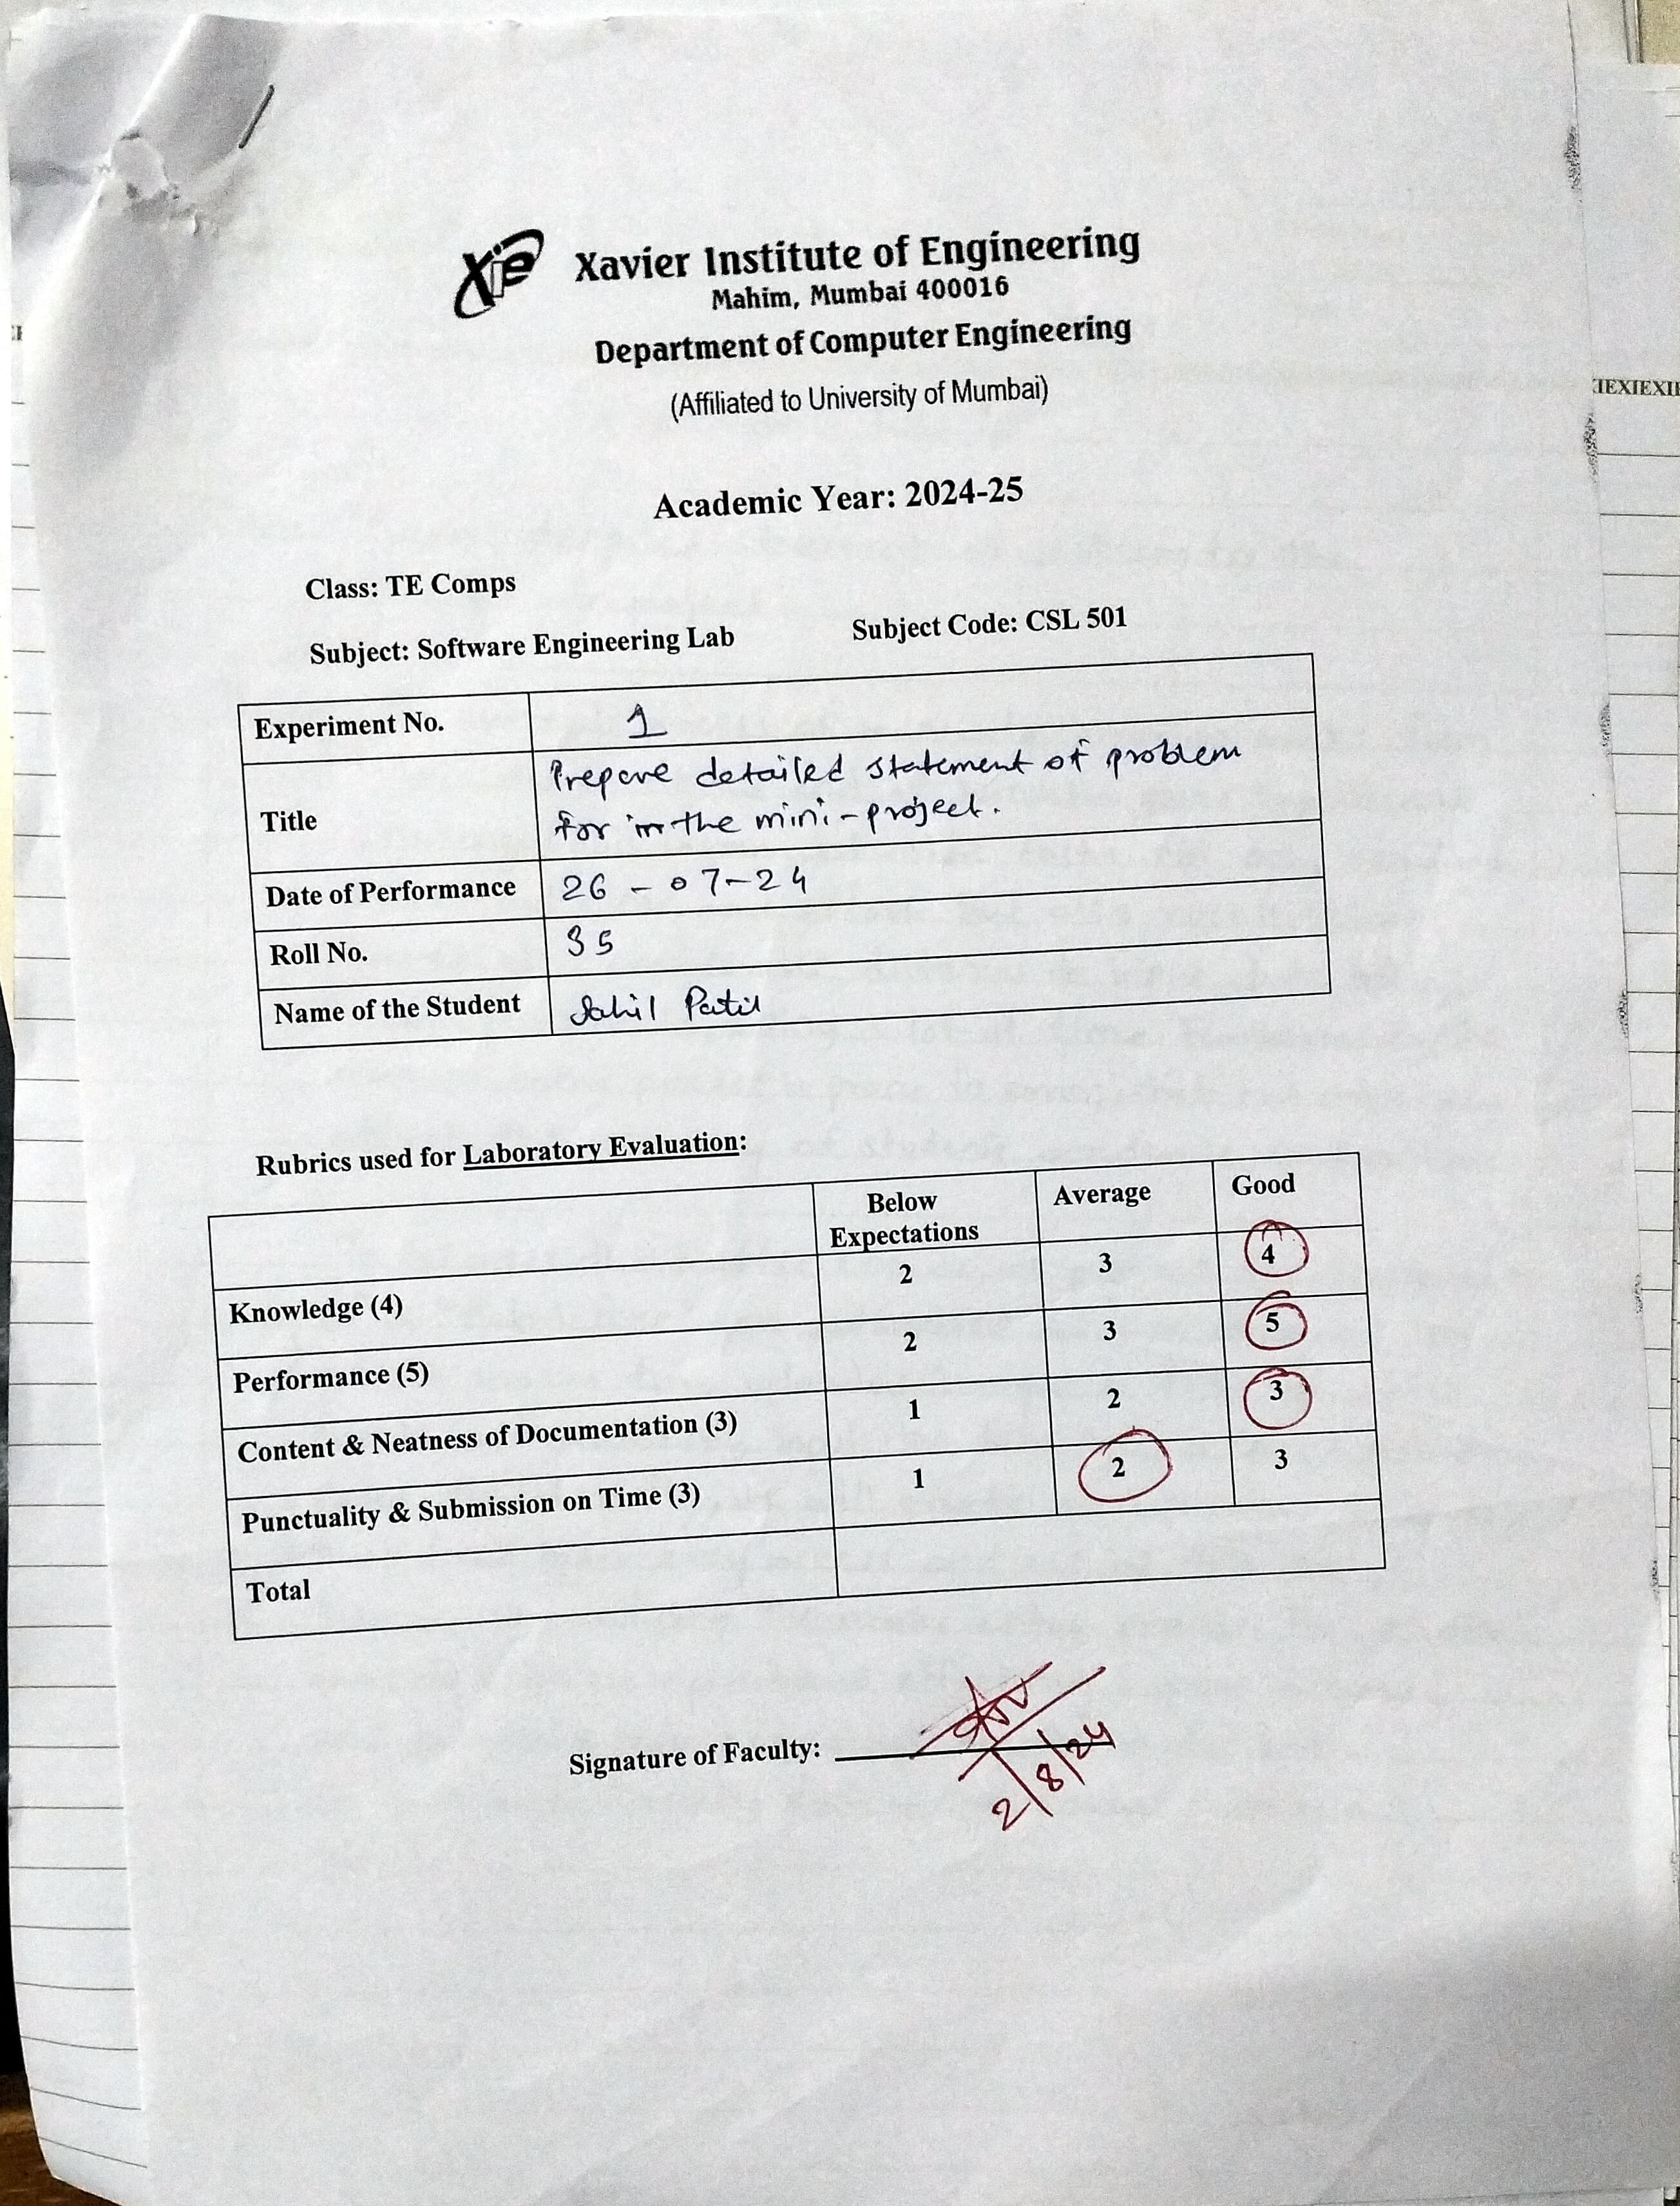 Xie Xavier Institute of Engineering
Mahim, Mumbai 400016
Department of Computer Engineering
(Affiliated to University of Mumbai)
Academic Year: 2024-25
Class: TE Comps
Subject: Software Engineering Lab Subject Code: CSL 501
Experiment No. 1
Title Prepare detailed statement of problem
for in the mini-project.
Date of Performance 26 - 07-24
Roll No. 35
Name of the Student Sahil Patil
Rubrics used for Laboratory Evaluation:
Below Expectations Average Good
Knowledge (4) 2 3 4
Performance (5) 2 3 5
Content & Neatness of Documentation (3) 1 2 3
Punctuality & Submission on Time (3) 1 2 3
Total
Signature of Faculty:
2/8/24
IEXIEXIE